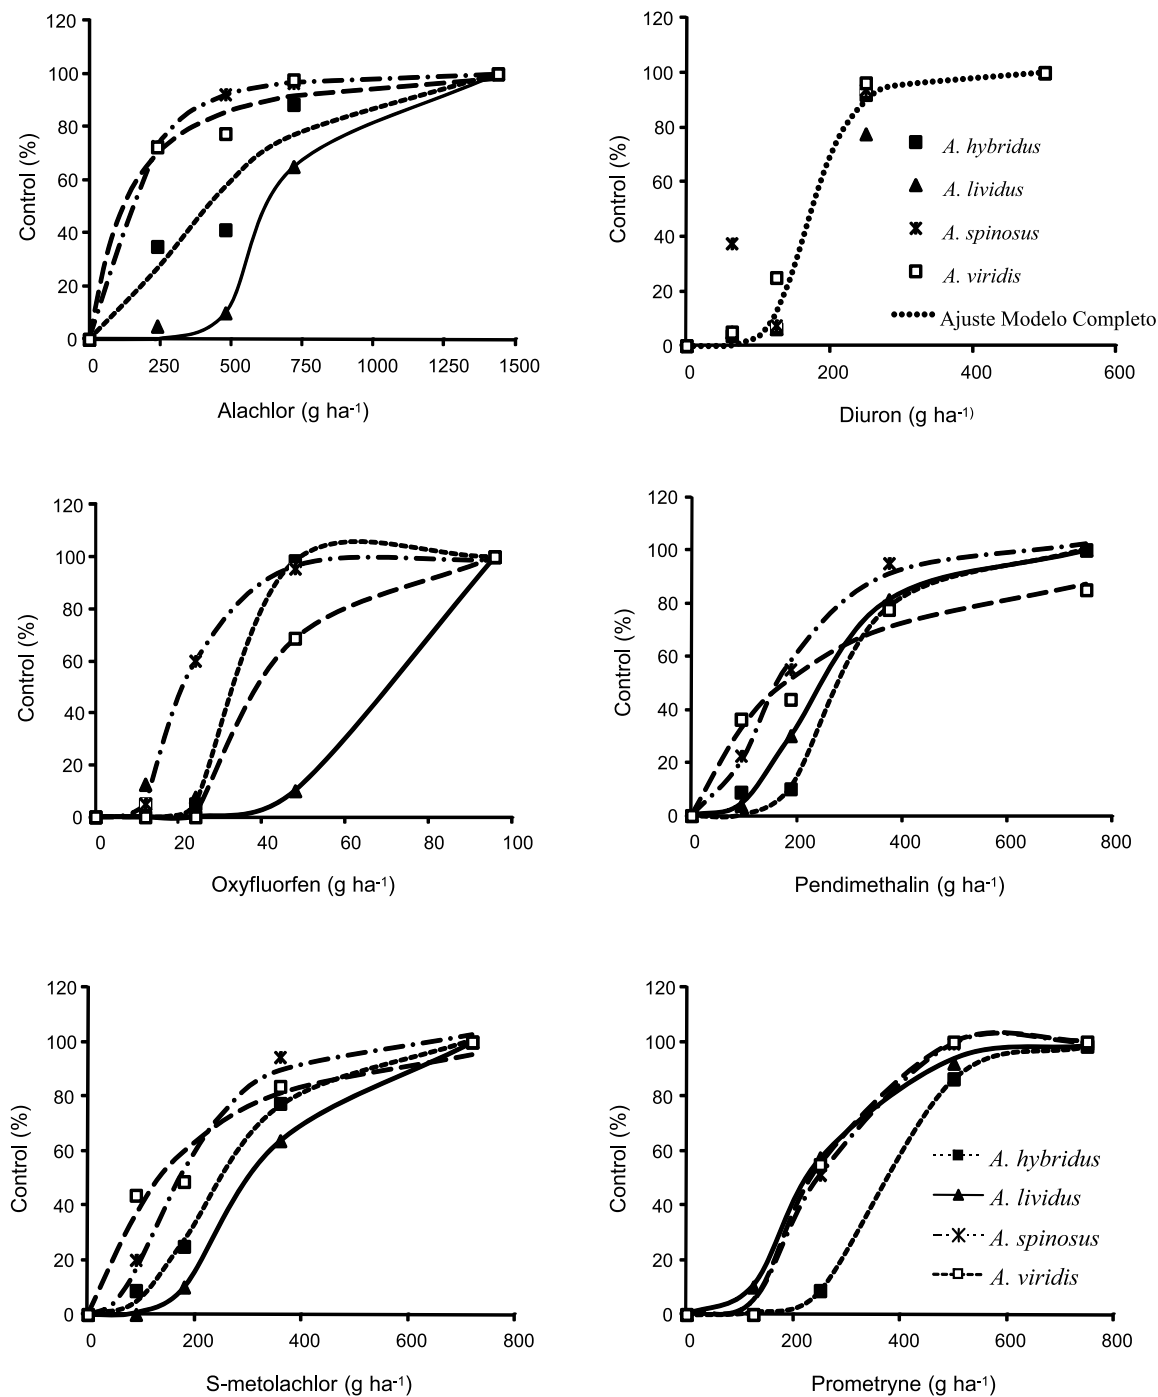 120
100
80
60
40
20
0
Control (%)
0 250 500 750 1000 1250 1500
Alachlor (g ha-1)
120
100
80
60
40
20
0
Control (%)
0 200 400 600
Diuron (g ha-1)
A. hybridus
A. lividus
A. spinosus
A. viridis
Ajuste Modelo Completo
120
100
80
60
40
20
0
Control (%)
0 20 40 60 80 100
Oxyfluorfen (g ha-1)
120
100
80
60
40
20
0
Control (%)
0 200 400 600 800
Pendimethalin (g ha-1)
120
100
80
60
40
20
0
Control (%)
0 200 400 600 800
S-metolachlor (g ha-1)
120
100
80
60
40
20
0
Control (%)
0 200 400 600 800
Prometryne (g ha-1)
A. hybridus
A. lividus
A. spinosus
A. viridis